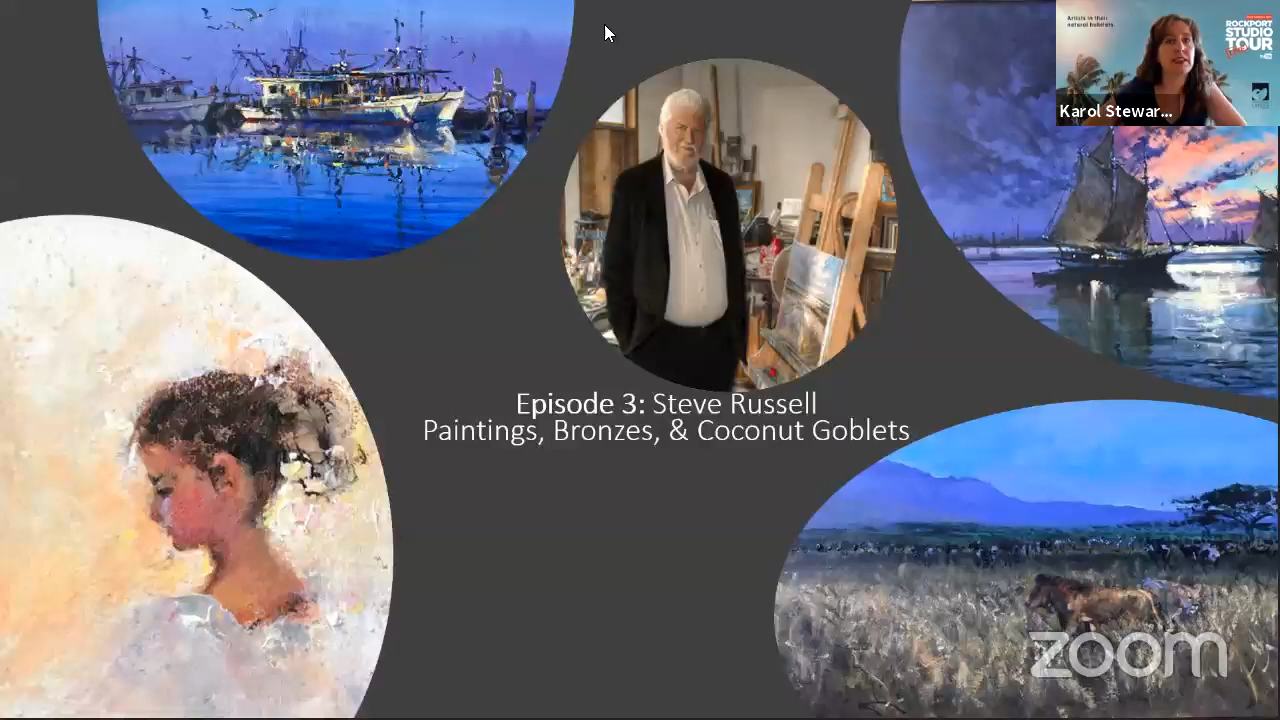 Artists in their
natural habitats.
ROCKPORT
STUDIO
TOUR
Karol Stewar...
Episode 3: Steve Russell
Paintings, Bronzes, & Coconut Goblets
zoom